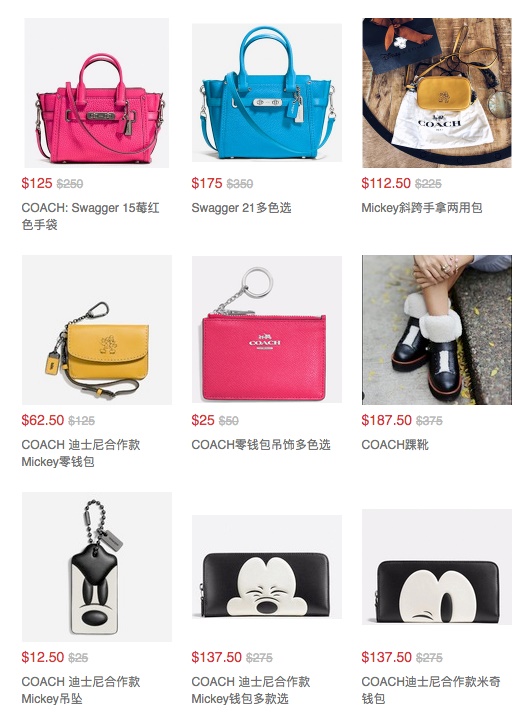 COACH
$125 $250
COACH: Swagger 15莓红
色手袋
$175 $350
Swagger 21多色选
$112.50 $225
Mickey斜跨手拿两用包
COACH
$62.50 $125
COACH 迪士尼合作款
Mickey零钱包
$25 $50
COACH零钱包吊饰多色选
$187.50 $375
COACH踝靴
$12.50 $25
COACH 迪士尼合作款
Mickey吊坠
$137.50 $275
COACH 迪士尼合作款
Mickey钱包多款选
$137.50 $275
COACH迪士尼合作款米奇
钱包